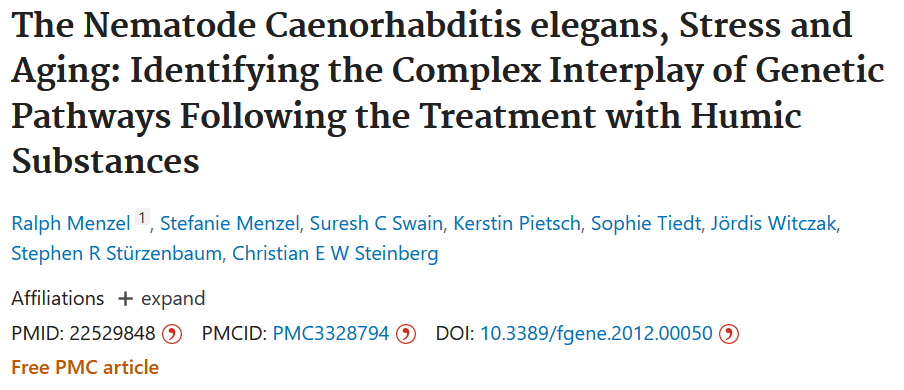 The Nematode Caenorhabditis elegans, Stress and
Aging: Identifying the Complex Interplay of Genetic
Pathways Following the Treatment with Humic
Substances
Ralph Menzel 1, Stefanie Menzel, Suresh C Swain, Kerstin Pietsch, Sophie Tiedt, Jördis Witczak,
Stephen R Stürzenbaum, Christian E W Steinberg
Affiliations + expand
PMID: 22529848 PMCID: PMC3328794 DOI: 10.3389/fgene.2012.00050
Free PMC article